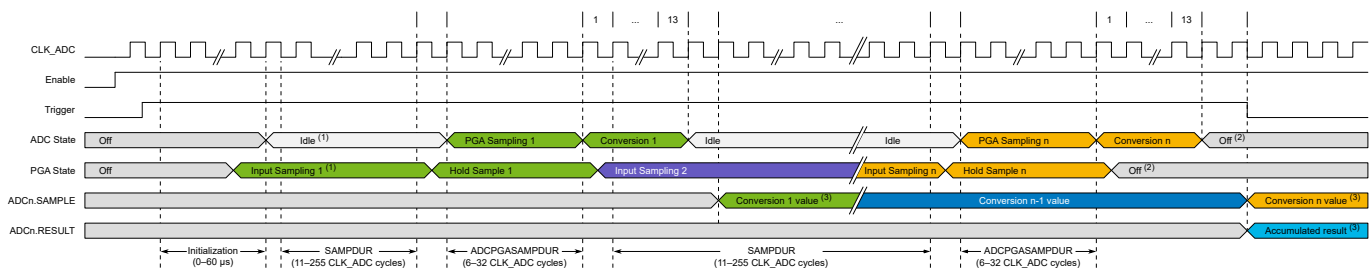 1 ... 13 ... 1 ... 13
CLK_ADC
Enable
Trigger
ADC State Off Idle (1) PGA Sampling 1 Conversion 1 Idle Idle PGA Sampling n Conversion n Off (2)
PGA State Off Input Sampling 1 (1) Hold Sample 1 Input Sampling 2 Input Sampling n Hold Sample n Off (2)
ADCn.SAMPLE Conversion 1 value (3) Conversion n-1 value Conversion n value (3)
ADCn.RESULT Accumulated result (3)
Initialization SAMPDUR ADCPGASAMPDUR SAMPDUR ADCPGASAMPDUR
(0–60 µs) (11–255 CLK_ADC cycles) (6–32 CLK_ADC cycles) (11–255 CLK_ADC cycles) (6–32 CLK_ADC cycles)